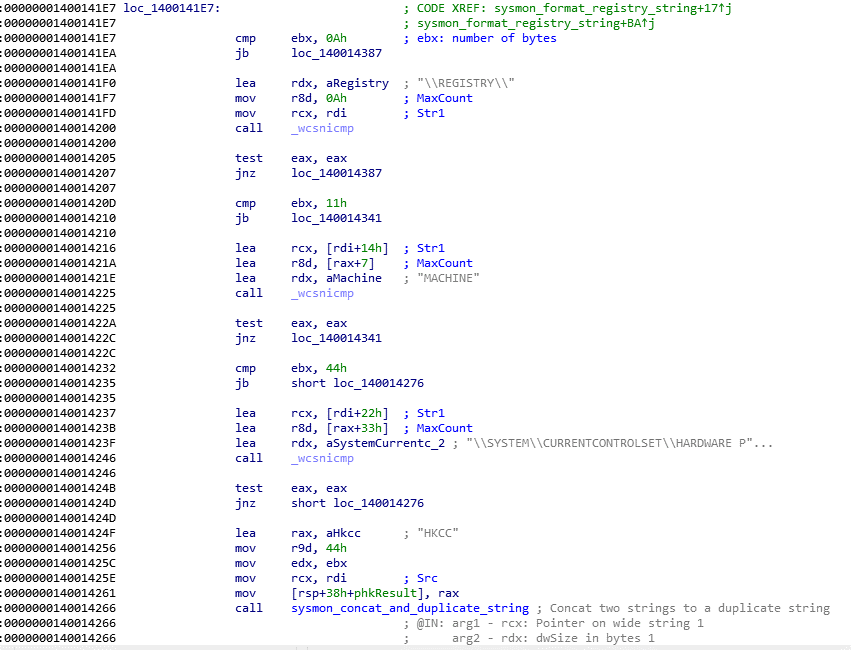 :00000001400141E7 loc_1400141E7: ; CODE XREF: sysmon_format_registry_string+17↑j
:00000001400141E7 ; sysmon_format_registry_string+BA↑j
:00000001400141E7 cmp ebx, 0Ah ; ebx: number of bytes
:00000001400141EA jb loc_140014387
:00000001400141EA
:00000001400141F0 lea rdx, aRegistry ; "\\REGISTRY\\"
:00000001400141F7 mov r8d, 0Ah ; MaxCount
:00000001400141FD mov rcx, rdi ; Str1
:0000000140014200 call _wcsnicmp
:0000000140014200
:0000000140014205 test eax, eax
:0000000140014207 jnz loc_140014387
:0000000140014207
:000000014001420D cmp ebx, 11h
:0000000140014210 jb loc_140014341
:0000000140014210
:0000000140014216 lea rcx, [rdi+14h] ; Str1
:000000014001421A lea r8d, [rax+7] ; MaxCount
:000000014001421E lea rdx, aMachine ; "MACHINE"
:0000000140014225 call _wcsnicmp
:0000000140014225
:000000014001422A test eax, eax
:000000014001422C jnz loc_140014341
:000000014001422C
:0000000140014232 cmp ebx, 44h
:0000000140014235 jb short loc_140014276
:0000000140014235
:0000000140014237 lea rcx, [rdi+22h] ; Str1
:000000014001423B lea r8d, [rax+33h] ; MaxCount
:000000014001423F lea rdx, aSystemCurrentc_2 ; "\\SYSTEM\\CURRENTCONTROLSET\\HARDWARE P"...
:0000000140014246 call _wcsnicmp
:0000000140014246
:000000014001424B test eax, eax
:000000014001424D jnz short loc_140014276
:000000014001424D
:000000014001424F lea rax, aHkcc ; "HKCC"
:0000000140014256 mov r9d, 44h
:000000014001425C mov edx, ebx
:000000014001425E mov rcx, rdi ; Src
:0000000140014261 mov [rsp+38h+phkResult], rax
:0000000140014266 call sysmon_concat_and_duplicate_string ; Concat two strings to a duplicate string
:0000000140014266 ; @IN: arg1 - rcx: Pointer on wide string 1
:0000000140014266 ; arg2 - rdx: dwSize in bytes 1